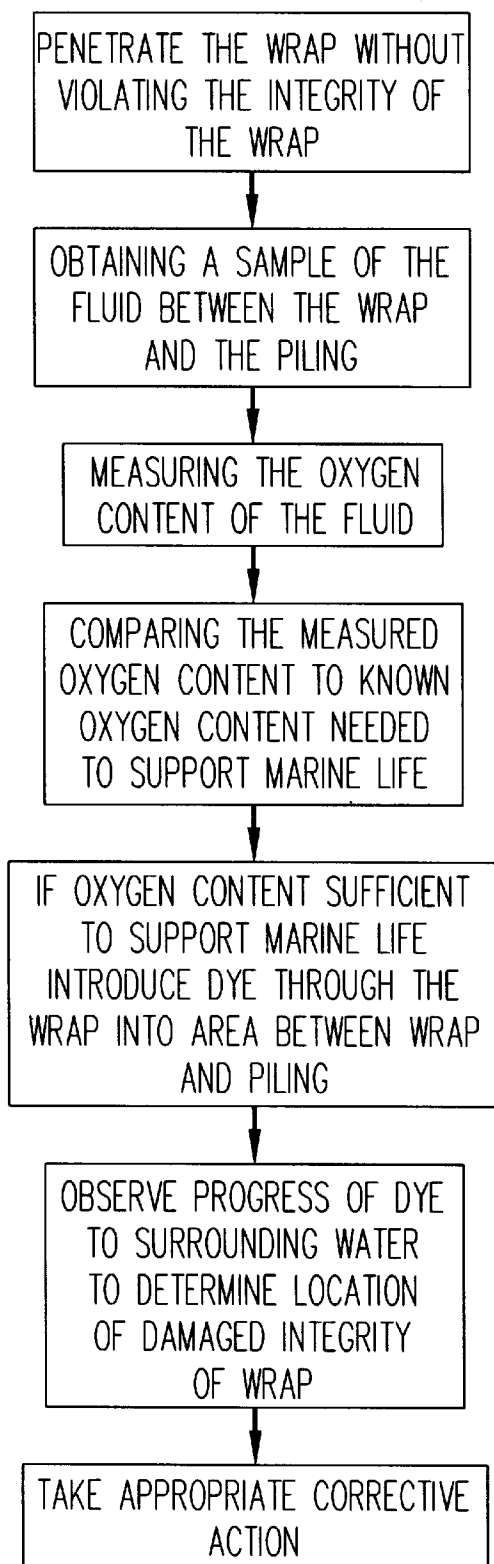 PENETRATE THE WRAP WITHOUT
VIOLATING THE INTEGRITY OF
THE WRAP
OBTAINING A SAMPLE OF THE
FLUID BETWEEN THE WRAP
AND THE PILING
MEASURING THE OXYGEN
CONTENT OF THE FLUID
COMPARING THE MEASURED
OXYGEN CONTENT TO KNOWN
OXYGEN CONTENT NEEDED
TO SUPPORT MARINE LIFE
IF OXYGEN CONTENT SUFFICIENT
TO SUPPORT MARINE LIFE
INTRODUCE DYE THROUGH THE
WRAP INTO AREA BETWEEN WRAP
AND PILING
OBSERVE PROGRESS OF DYE
TO SURROUNDING WATER
TO DETERMINE LOCATION
OF DAMAGED INTEGRITY
OF WRAP
TAKE APPROPRIATE CORRECTIVE
ACTION